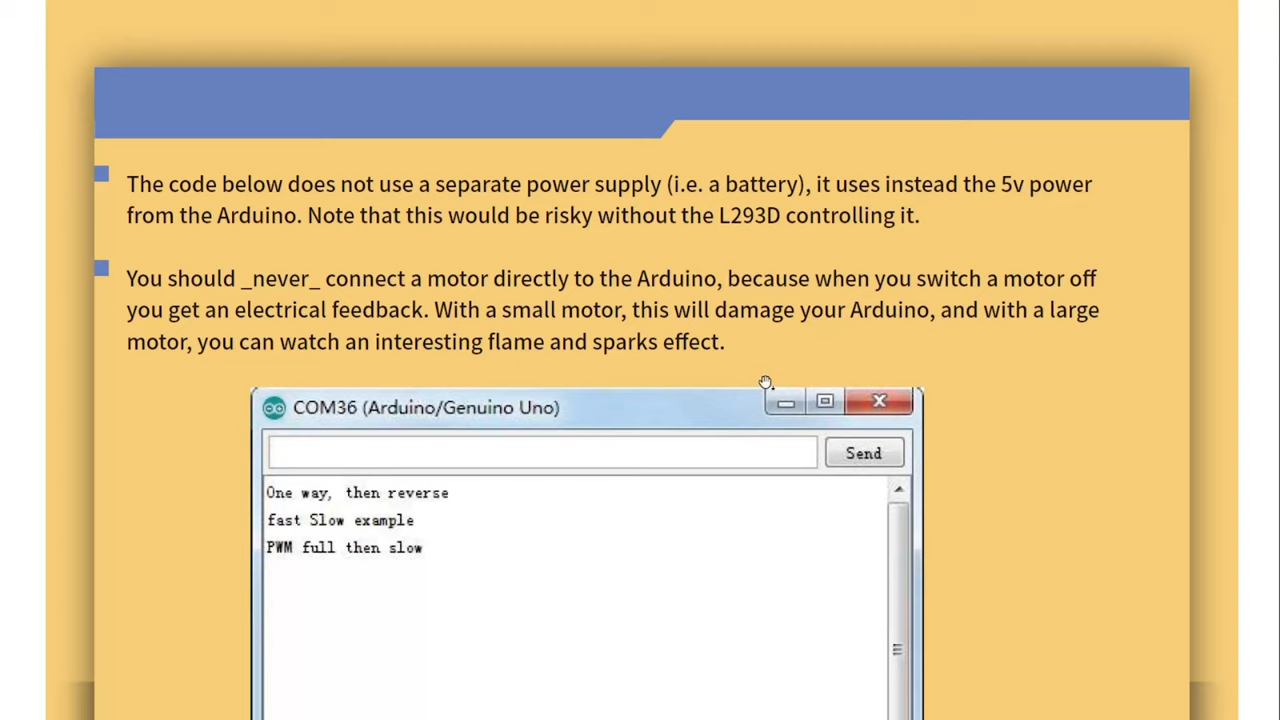 The code below does not use a separate power supply (i.e. a battery), it uses instead the 5v power
from the Arduino. Note that this would be risky without the L293D controlling it.
You should _never_ connect a motor directly to the Arduino, because when you switch a motor off
you get an electrical feedback. With a small motor, this will damage your Arduino, and with a large
motor, you can watch an interesting flame and sparks effect.
COM36 (Arduino/Genuino Uno)
Send
One way, then reverse
fast Slow example
PWM full then slow